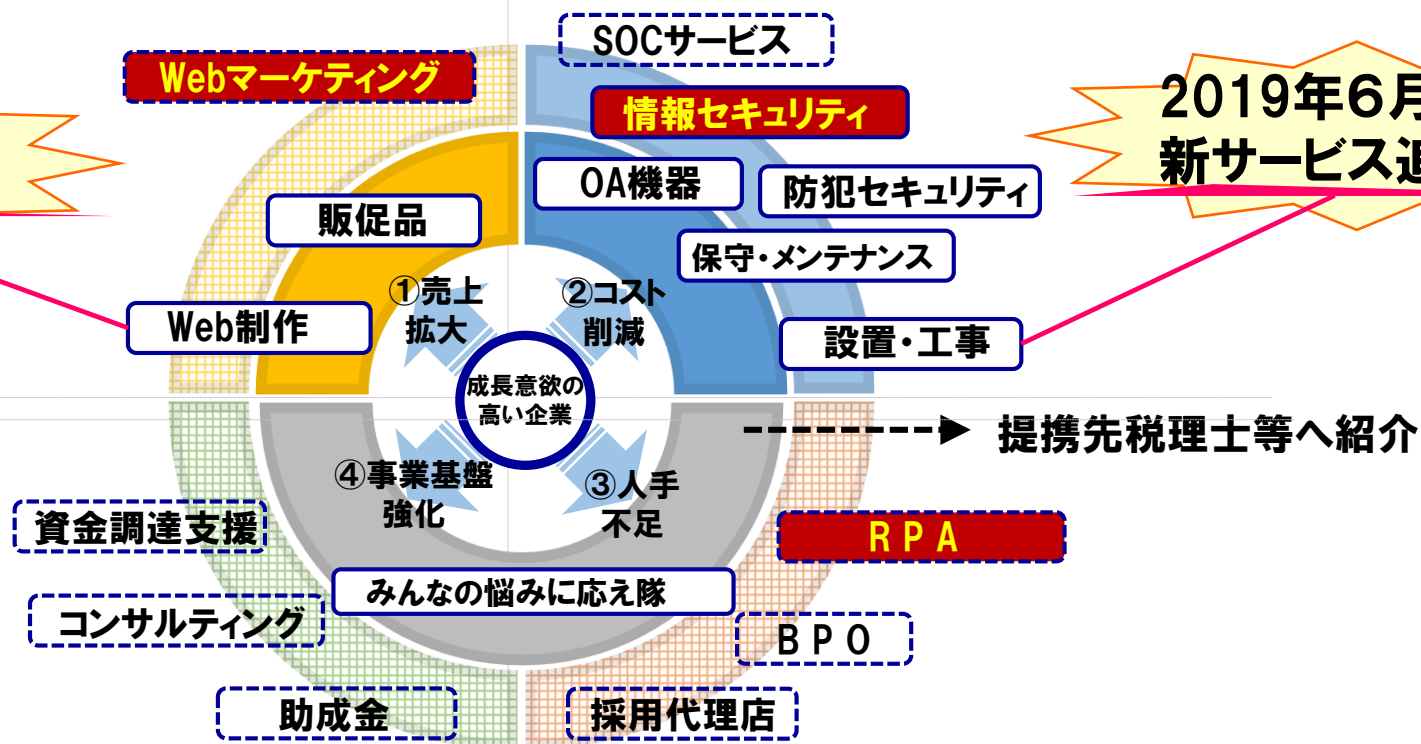 SOCサービス
Webマーケティング
情報セキュリティ
2019年6月
新サービス
OA機器
防犯セキュリティ
販促品
保守・メンテナンス
①売上
拡大
②コスト
削減
Web制作
設置・工事
成長意欲の
高い企業
提携先税理士等へ紹介
④事業基盤
強化
③人手
不足
資金調達支援
RPA
みんなの悩みに応え隊
コンサルティング
BPO
助成金
採用代理店